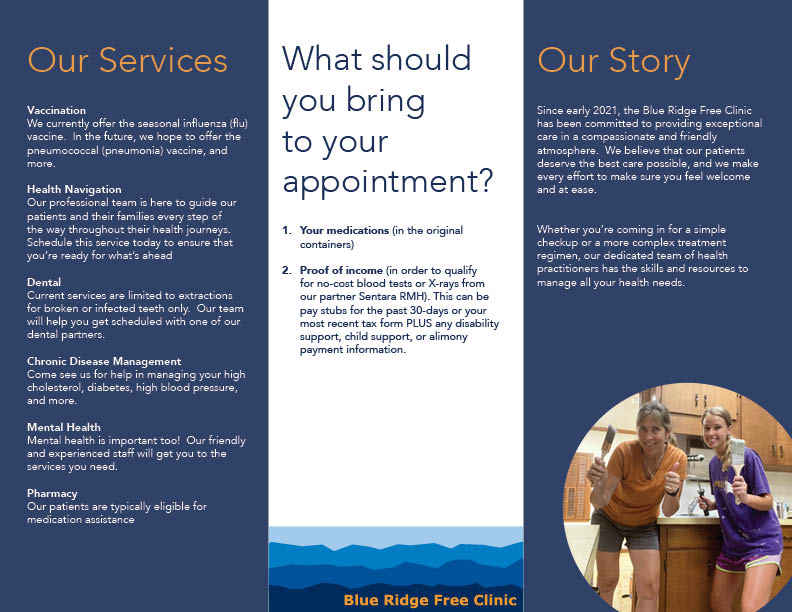 Our Services
Vaccination
We currently offer the seasonal influenza (flu)
vaccine.  In the future, we hope to offer the
pneumococcal (pneumonia) vaccine, and
more.
Health Navigation
Our professional team is here to guide our
patients and their families every step of
the way throughout their health journeys.
Schedule this service today to ensure that
you're ready for what's ahead
Dental
Current services are limited to extractions
for broken or infected teeth only.  Our team
will help you get scheduled with one of our
dental partners.
Chronic Disease Management
Come see us for help in managing your high
cholesterol, diabetes, high blood pressure,
and more.
Mental Health
Mental health is important too!  Our friendly
and experienced staff will get you to the
services you need.
Pharmacy
Our patients are typically eligible for
medication assistance
What should
you bring
to your
appointment?
1. Your medications (in the original
containers)
2. Proof of income (in order to qualify
for no-cost blood tests or X-rays from
our partner Sentara RMH). This can be
pay stubs for the past 30-days or your
most recent tax form PLUS any disability
support, child support, or alimony
payment information.
Blue Ridge Free Clinic
Our Story
Since early 2021, the Blue Ridge Free Clinic
has been committed to providing exceptional
care in a compassionate and friendly
atmosphere.  We believe that our patients
deserve the best care possible, and we make
every effort to make sure you feel welcome
and at ease.
Whether you're coming in for a simple
checkup or a more complex treatment
regimen, our dedicated team of health
practitioners has the skills and resources to
manage all your health needs.